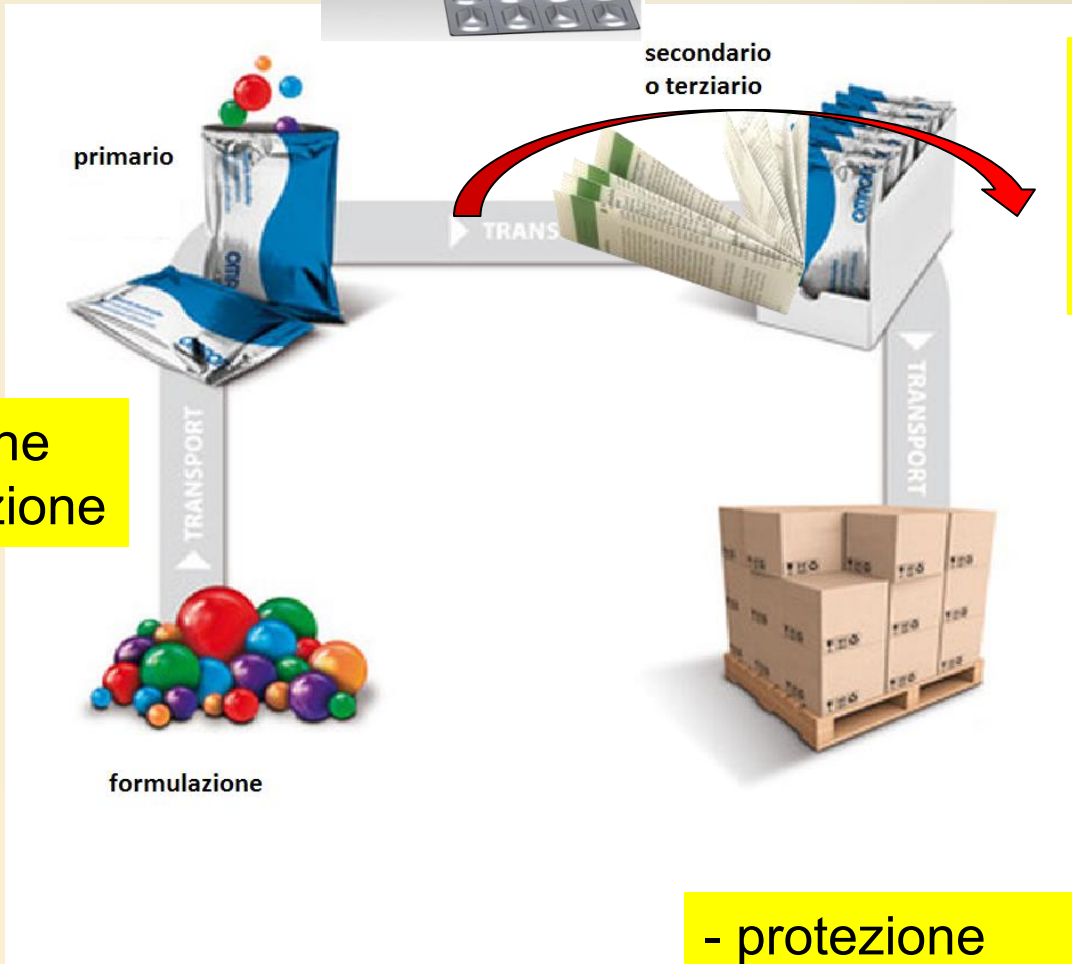 secondario
o terziario
primario
TRANS
ne
zione
TRANSPORT
TRANSPORT
formulazione
- protezione